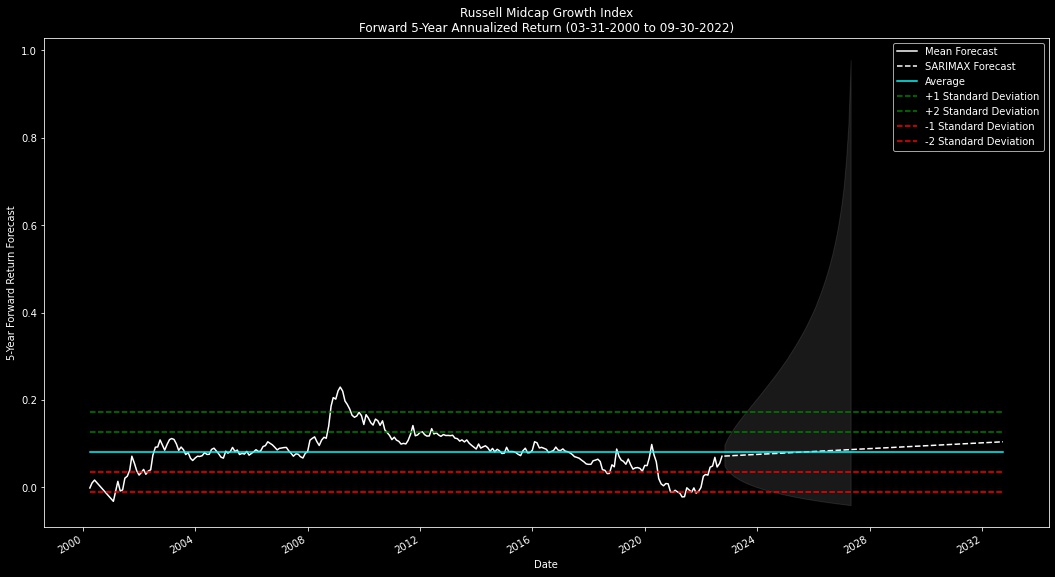 Russell Midcap Growth Index
Forward 5-Year Annualized Return (03-31-2000 to 09-30-2022)
Mean Forecast
SARIMAX Forecast
Average
+1 Standard Deviation
+2 Standard Deviation
-1 Standard Deviation
-2 Standard Deviation
5-Year Forward Return Forecast
1.0
0.8
0.6
0.4
0.2
0.0
2000
2004
2008
2012
2016
2020
2024
2028
2032
Date